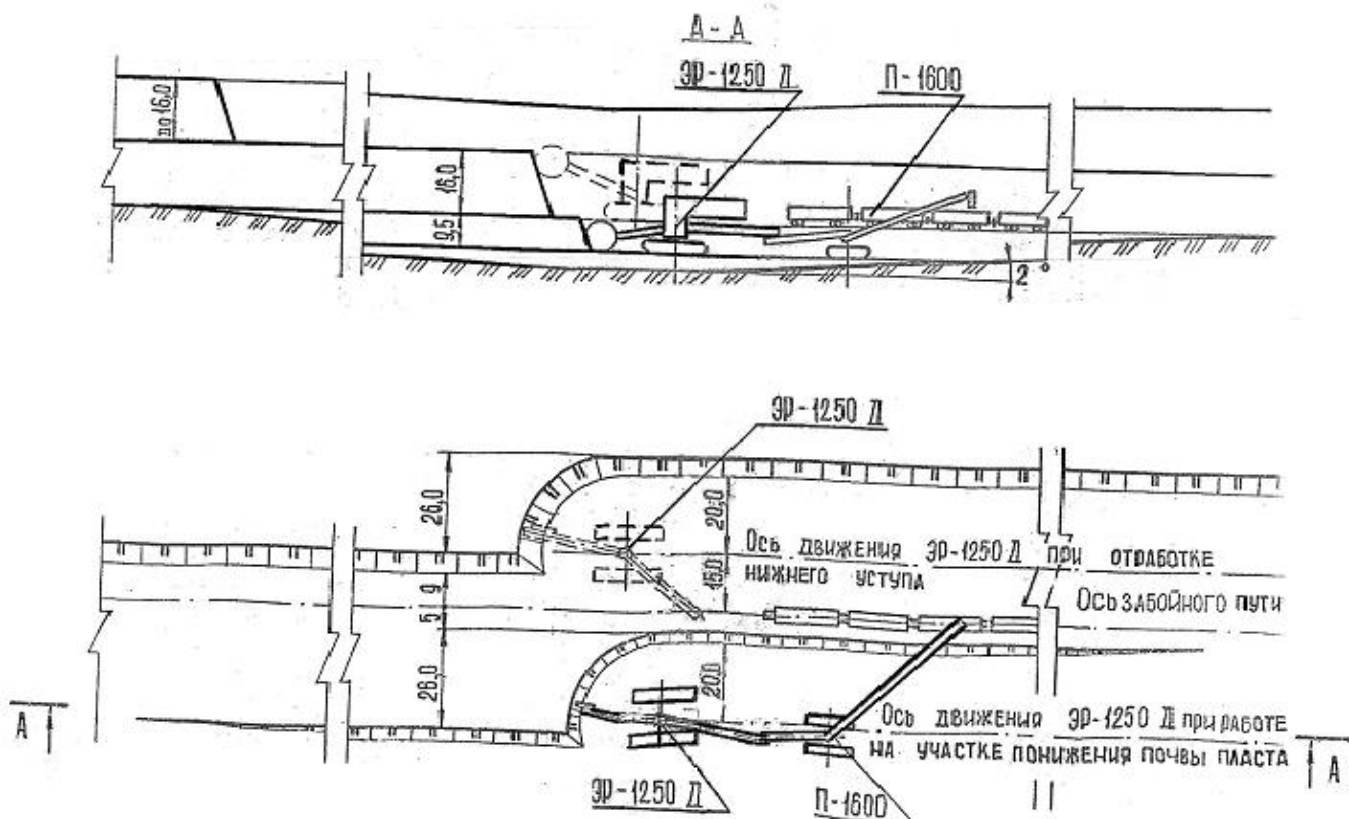 А - А
ЭР-1250 Д
П-1600
до 16,0
16,0
9,5
2°
ЭР-1250 Д
26,0
20,0
Ось движения ЭР-1250 Д при отработке
нижнего уступа
15,0
9
5
Ось забойного пути
26,0
20,0
А
Ось движения ЭР-1250 Д при работе
на участке понижения почвы пласта
А
ЭР-1250 Д
П-1600